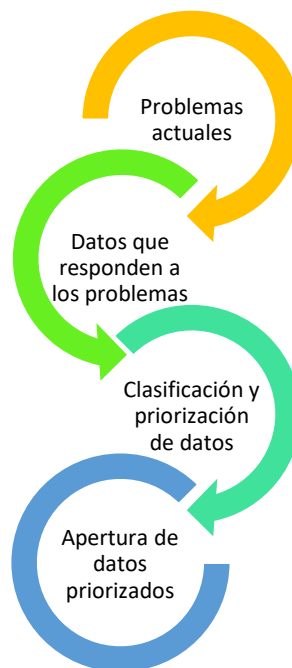 Problemas
actuales
Datos que
responden a
los problemas
Clasificación y
priorización
de datos
Apertura de
datos
priorizados